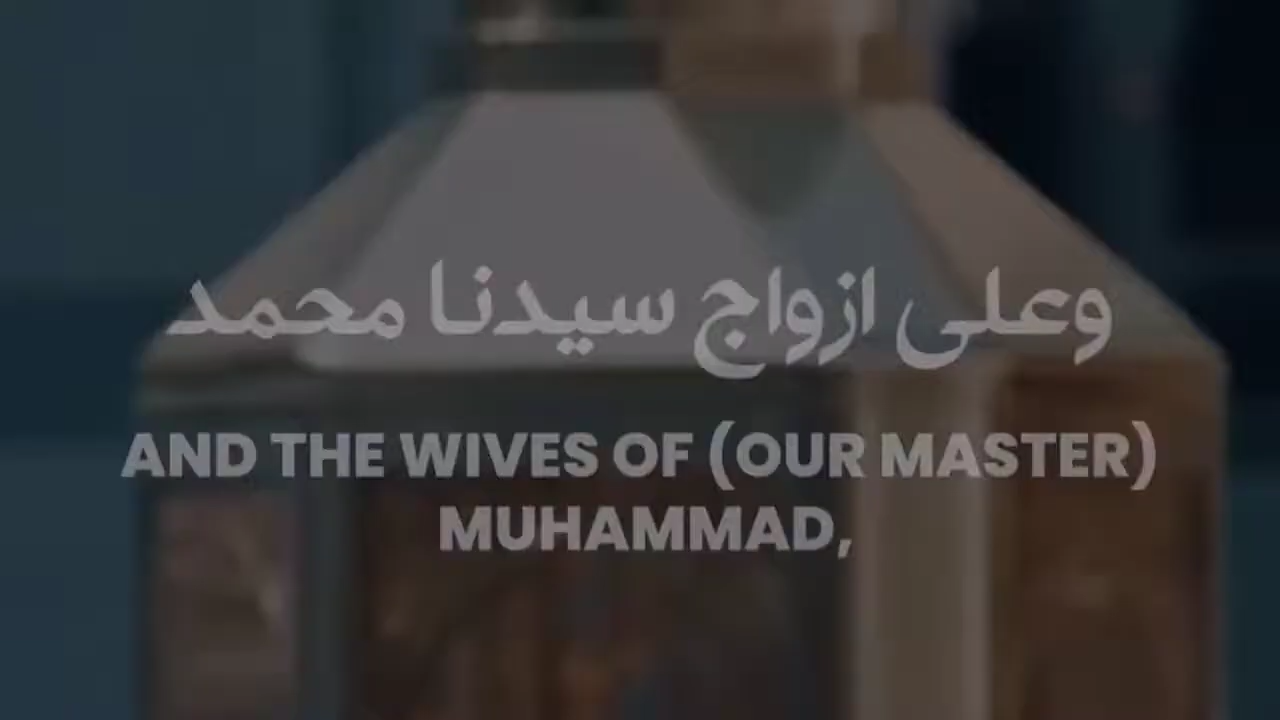 وعلى ازواج سيدنا محمد
AND THE WIVES OF (OUR MASTER)
MUHAMMAD,